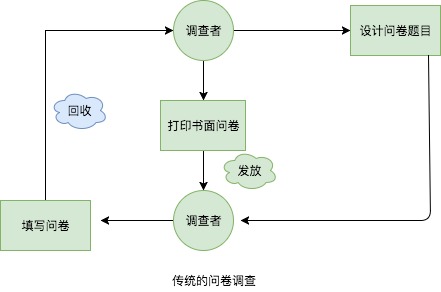 调查者
设计问卷题目
回收
打印书面问卷
发放
填写问卷
调查者
传统的问卷调查